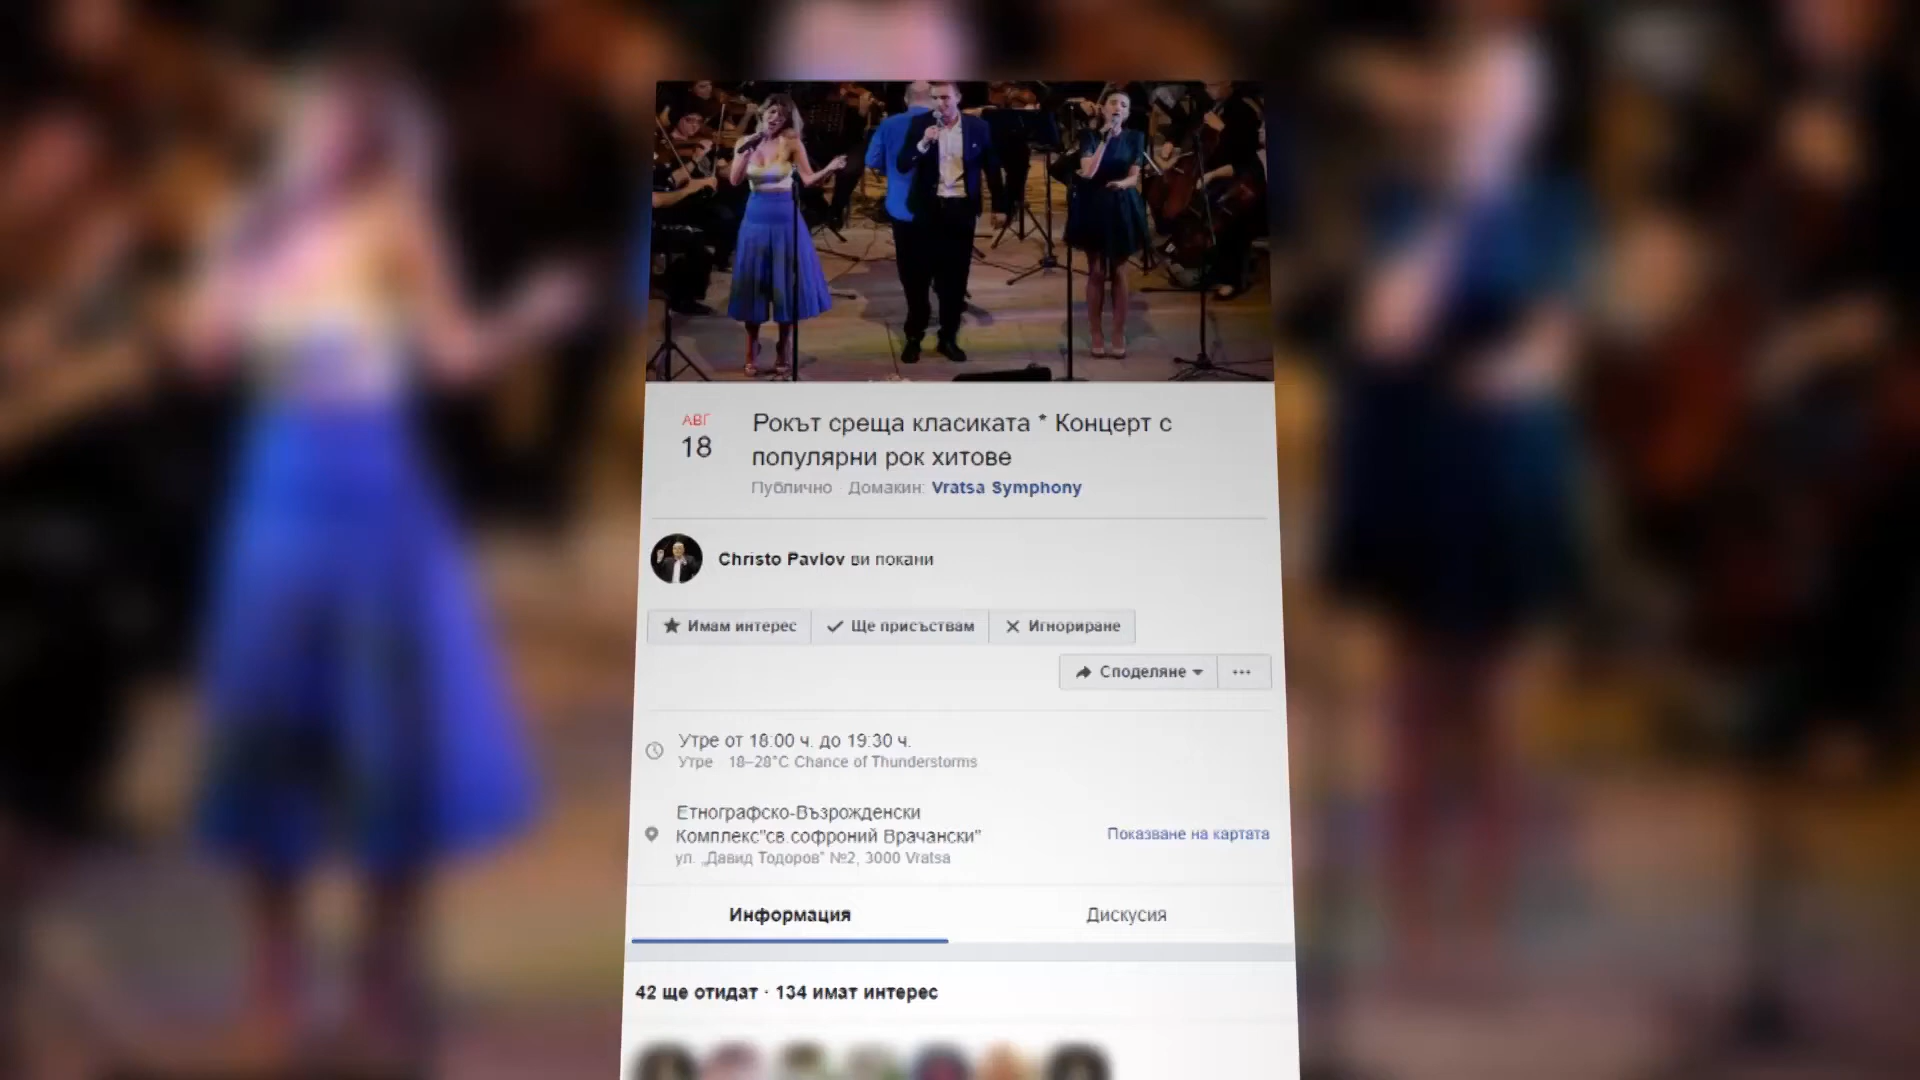 АВГ
18
Рокът среща класиката * Концерт с
популярни рок хитове
Публично · Домакин: Vratsa Symphony
Christo Pavlov ви покани
Имам интерес
Ще присъствам
Игнориране
Споделяне
Утре от 18:00 ч. до 19:30 ч.
Утре 18–28°C Chance of Thunderstorms
Етнографско-Възрожденски
Комплекс"св.софроний Врачански"
ул. „Давид Тодоров" №2, 3000 Vratsa
Показване на картата
Информация
Дискусия
42 ще отидат · 134 имат интерес